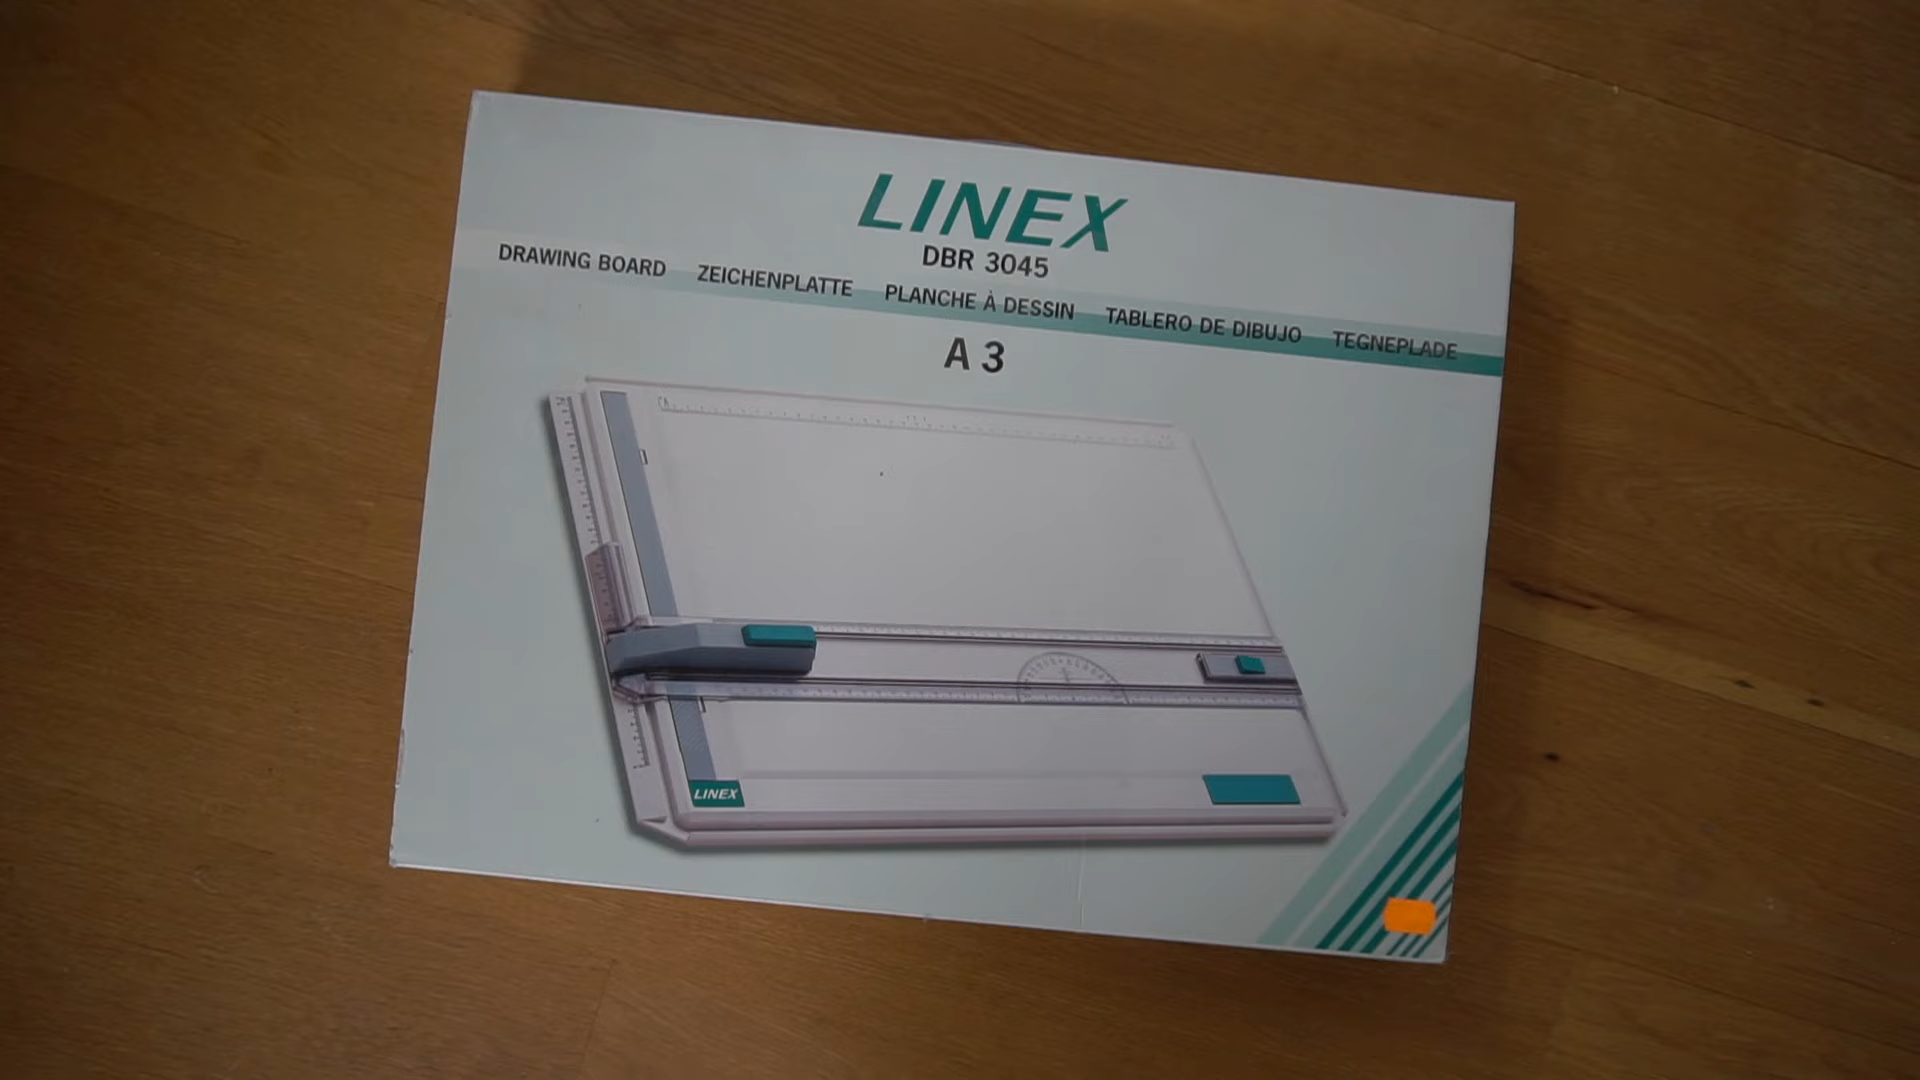 LINEX
DBR 3045
DRAWING BOARD ZEICHENPLATTE PLANCHE À DESSIN TABLERO DE DIBUJO TEGNEPLADE
A 3
LINEX